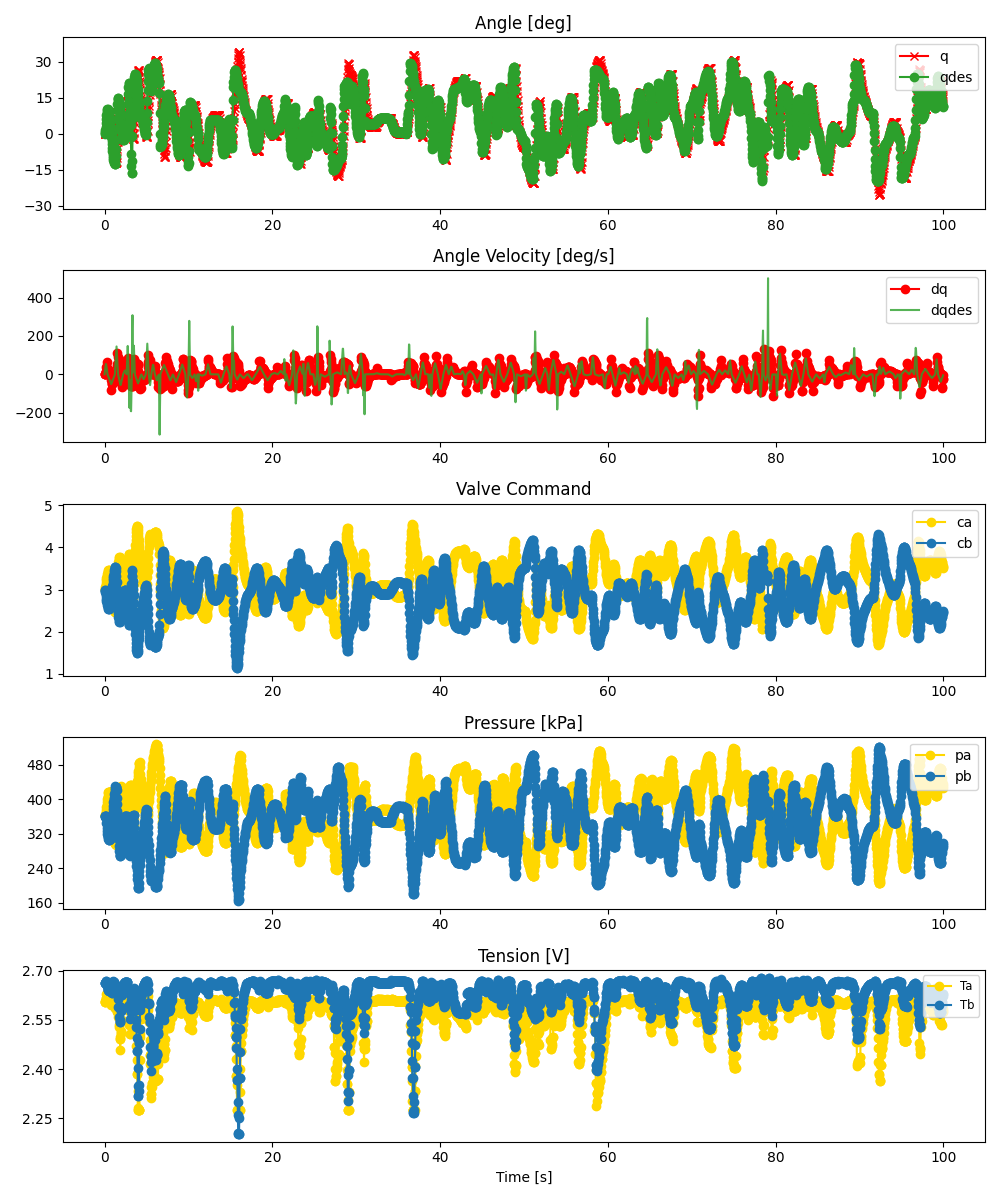 Angle [deg]
30
15
0
−15
−30
q
qdes
0 20 40 60 80 100
Angle Velocity [deg/s]
400
200
0
−200
dq
dqdes
0 20 40 60 80 100
Valve Command
5
4
3
2
1
ca
cb
0 20 40 60 80 100
Pressure [kPa]
480
400
320
240
160
pa
pb
0 20 40 60 80 100
Tension [V]
2.70
2.55
2.40
2.25
Ta
Tb
0 20 40 60 80 100
Time [s]